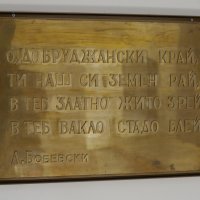 О, ДОБРУДЖАНСКИ КРАЙ,
ТИ НАШ СИ ЗЕМЕН РАЙ,
В ТЕБ ЗЛАТНО ЖИТО ЗРЕЙ
В ТЕБ ВАКЛО СТАДО БЛЕЙ
Л. БОБЕВСКИ